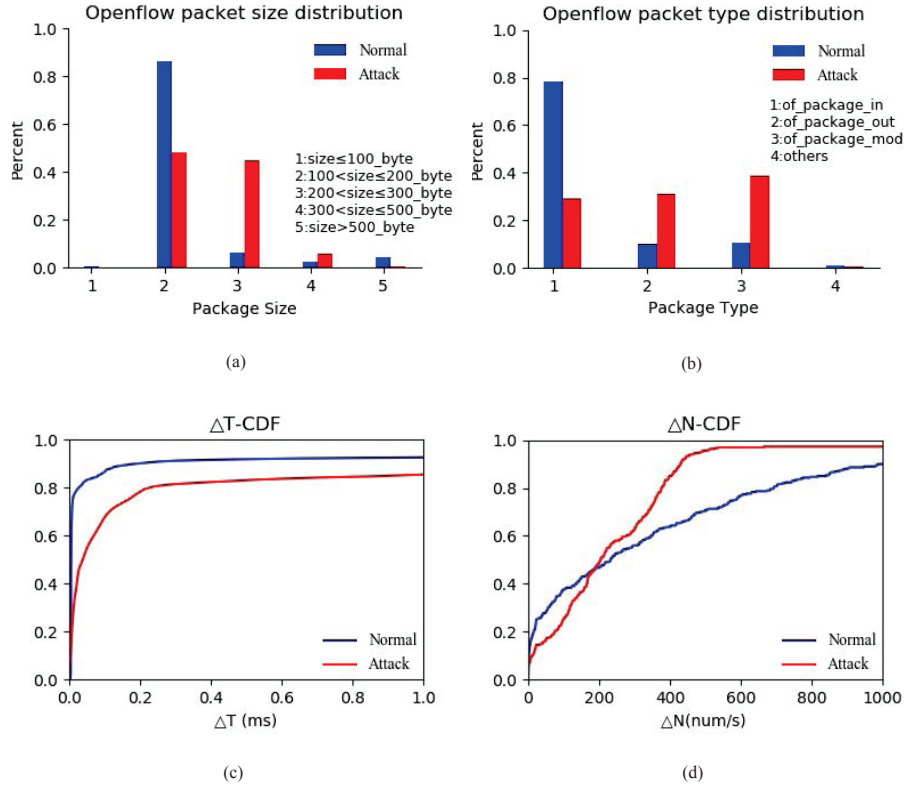 Openflow packet size distribution
1.0
0.8
0.6
0.4
0.2
0.0
Percent
Normal
Attack
1:size≤100_byte
2:100<size≤200_byte
3:200<size≤300_byte
4:300<size≤500_byte
5:size>500_byte
1 2 3 4 5
Package Size
(a)
Openflow packet type distribution
1.0
0.8
0.6
0.4
0.2
0.0
Percent
Normal
Attack
1:of_package_in
2:of_package_out
3:of_package_mod
4:others
1 2 3 4
Package Type
(b)
△T-CDF
1.0
0.8
0.6
0.4
0.2
0.0
Normal
Attack
0.0 0.2 0.4 0.6 0.8 1.0
△T (ms)
(c)
△N-CDF
1.0
0.8
0.6
0.4
0.2
0.0
Normal
Attack
0 200 400 600 800 1000
△N(num/s)
(d)